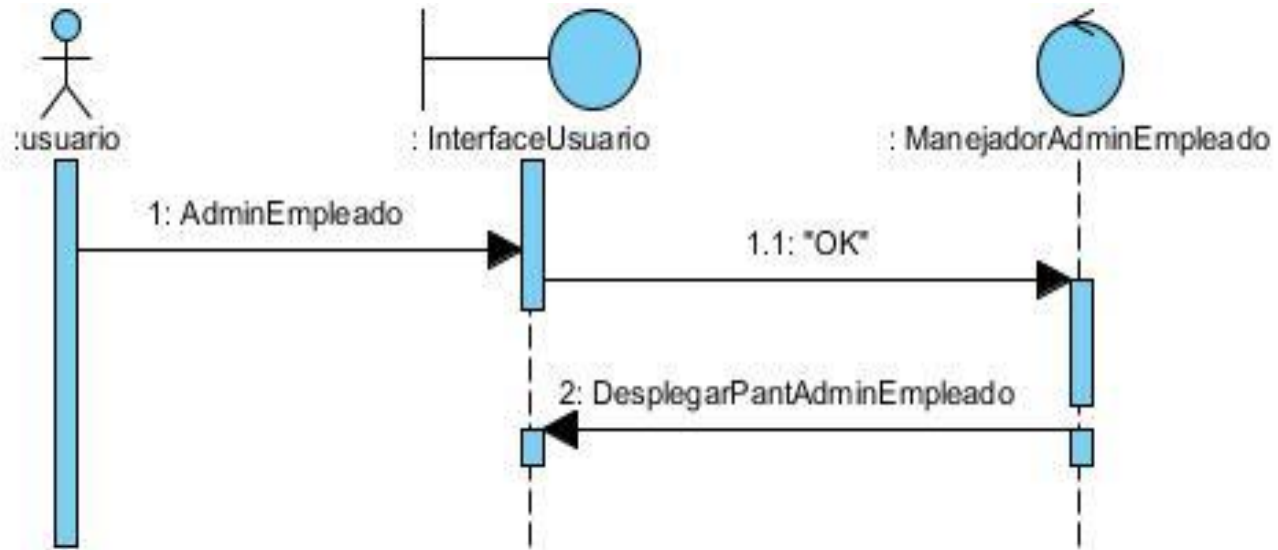 :usuario
: InterfaceUsuario
: ManejadorAdminEmpleado
1: AdminEmpleado
1.1: "OK"
2: DesplegarPantAdminEmpleado